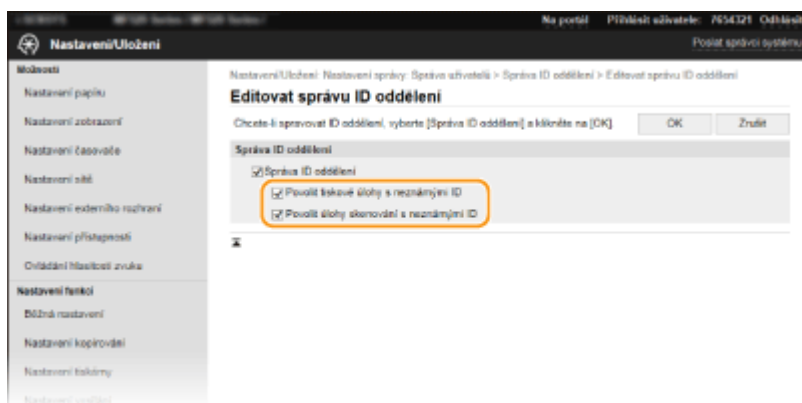 Na portál Přihlásit uživatele: 7654321 Odhlásit
Nastavení/Uložení
Poslat správci systému
Možnosti
Nastavení papíru
Nastavení zobrazení
Nastavení časovače
Nastavení sítě
Nastavení externího rozhraní
Nastavení přístupnosti
Ovládání hlasitosti zvuku
Nastavení funkcí
Běžná nastavení
Nastavení kopírování
Nastavení tiskárny
Nastavení/Uložení: Nastavení správy: Správa uživatelů > Správa ID oddělení > Editovat správu ID oddělení
Editovat správu ID oddělení
Chcete-li spravovat ID oddělení, vyberte [Správa ID oddělení] a klikněte na [OK]
OK
Zrušit
Správa ID oddělení
Správa ID oddělení
Povolit tiskové úlohy s neznámými ID
Povolit úlohy skenování s neznámými ID